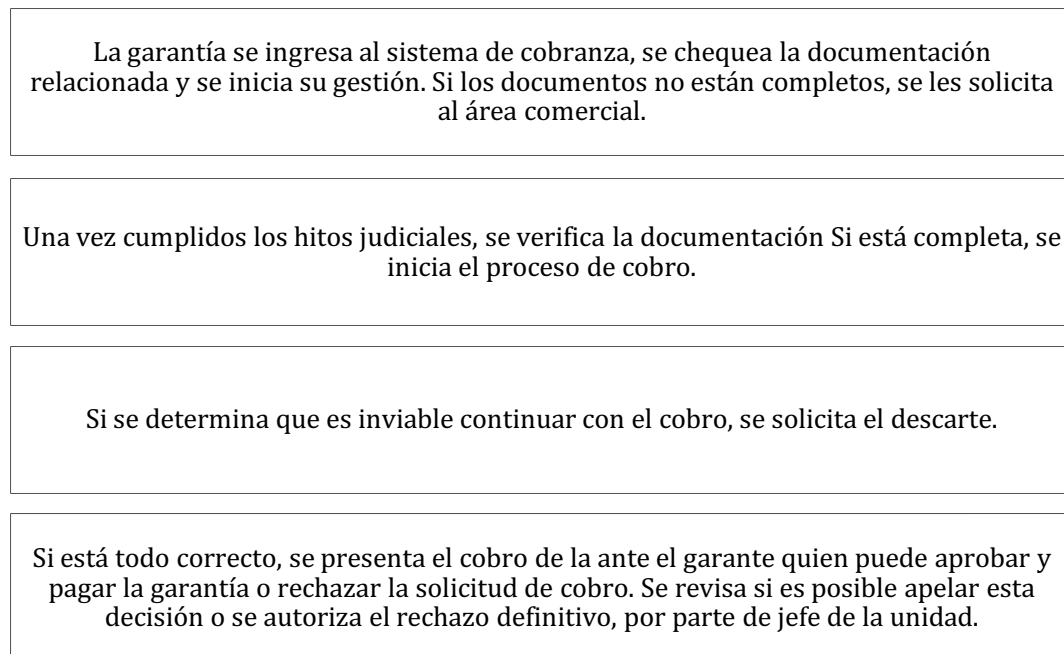 La garantía se ingresa al sistema de cobranza, se chequea la documentación
relacionada y se inicia su gestión. Si los documentos no están completos, se les solicita
al área comercial.
Una vez cumplidos los hitos judiciales, se verifica la documentación Si está completa, se
inicia el proceso de cobro.
Si se determina que es inviable continuar con el cobro, se solicita el descarte.
Si está todo correcto, se presenta el cobro de la ante el garante quien puede aprobar y
pagar la garantía o rechazar la solicitud de cobro. Se revisa si es posible apelar esta
decisión o se autoriza el rechazo definitivo, por parte de jefe de la unidad.